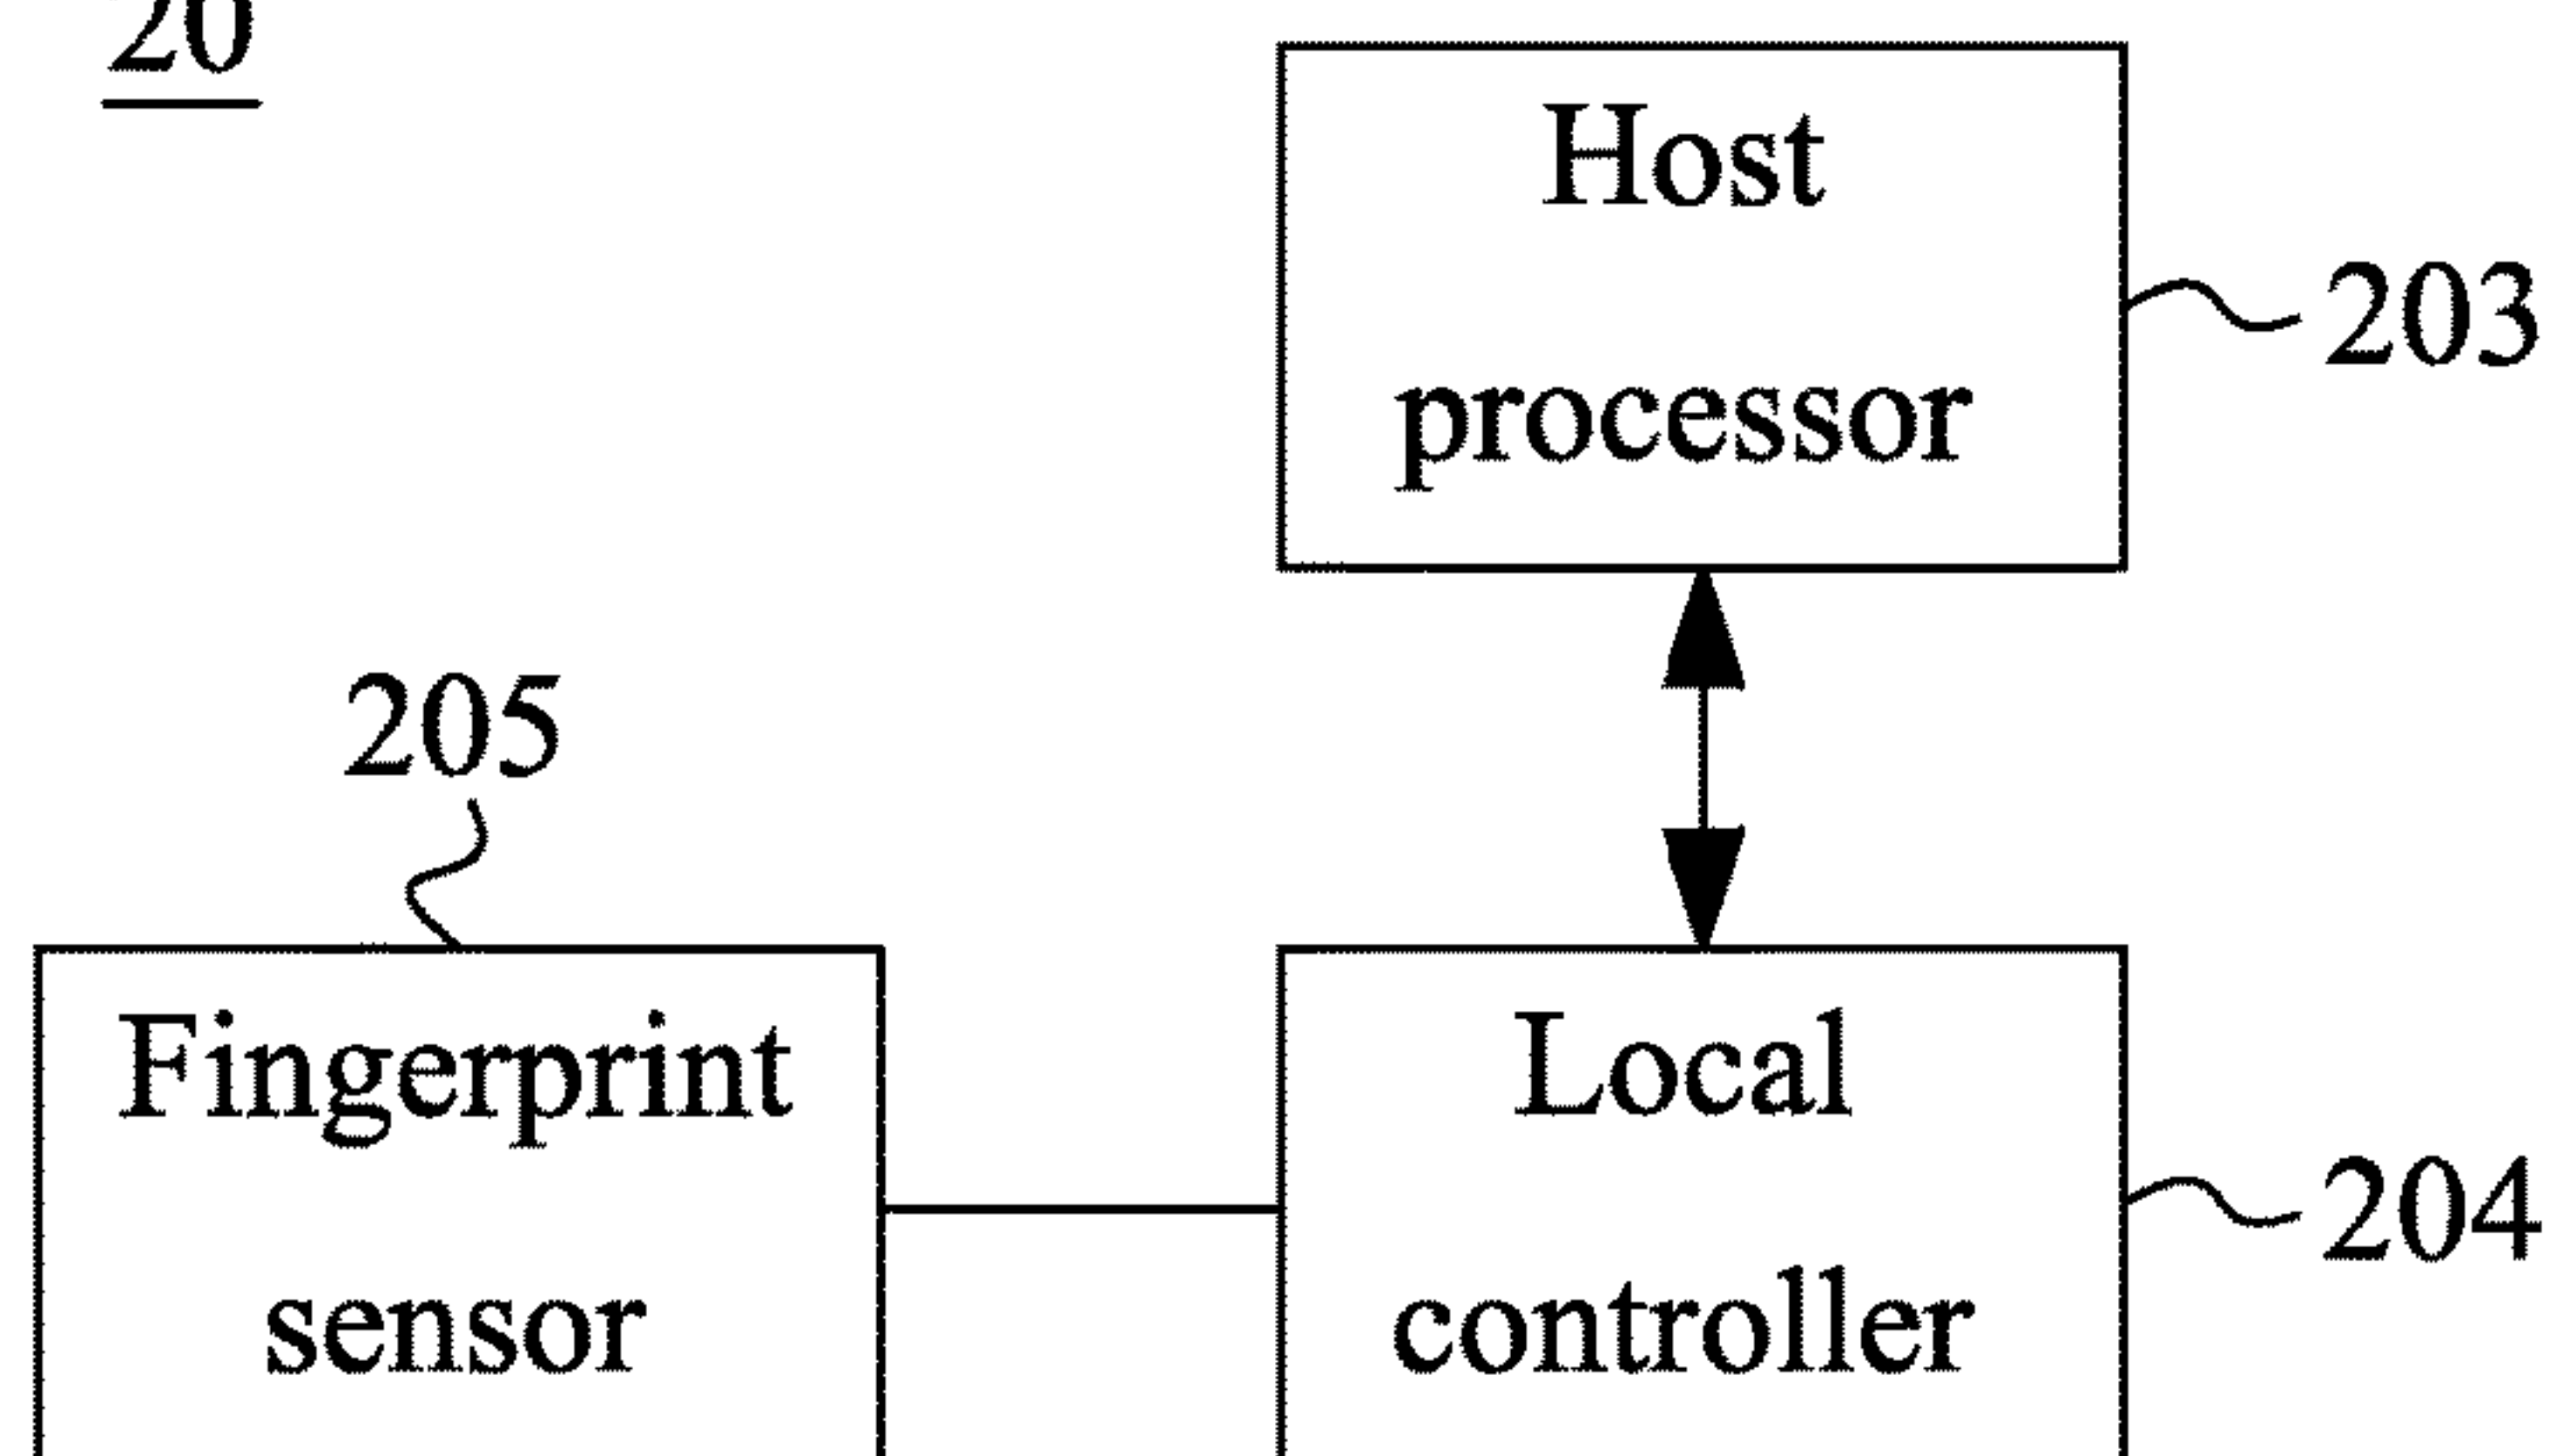 20
Host
processor
203
205
Fingerprint
sensor
Local
controller
204